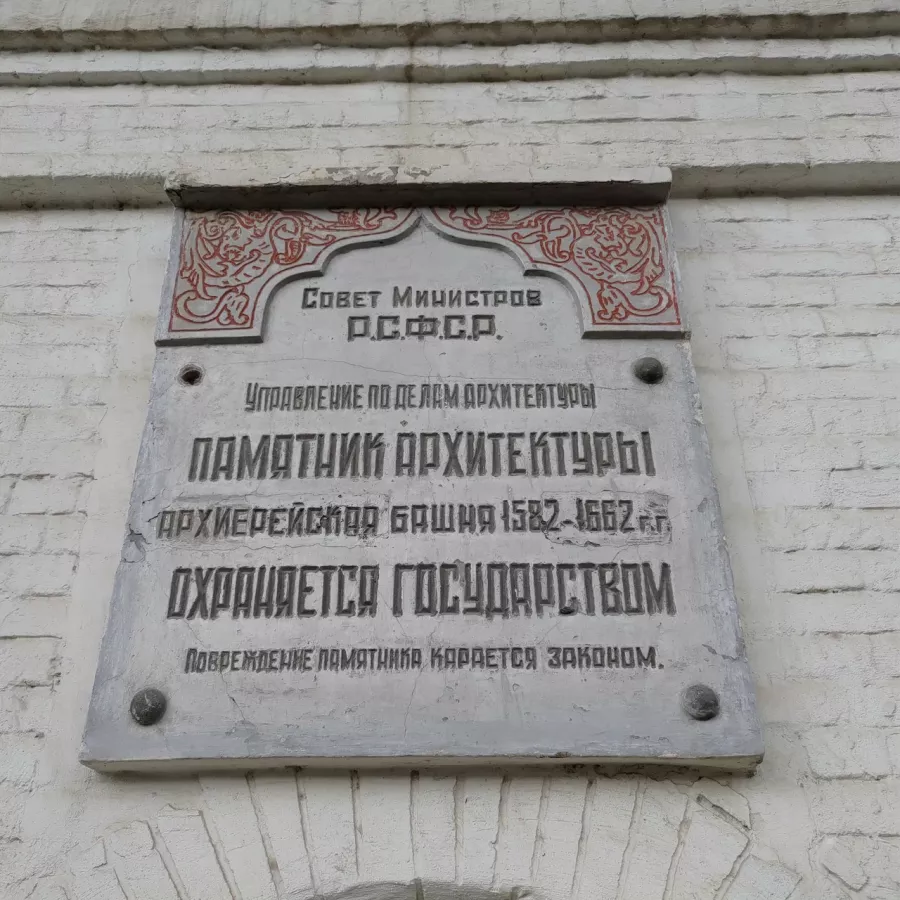 Совет Министров
Р.С.Ф.С.Р.
Управление по делам архитектуры
ПАМЯТНИК АРХИТЕКТУРЫ
АРХИЕРЕЙСКАЯ БАШНЯ 1582-1662 г.г.
ОХРАНЯЕТСЯ ГОСУДАРСТВОМ
Повреждение памятника карается законом.